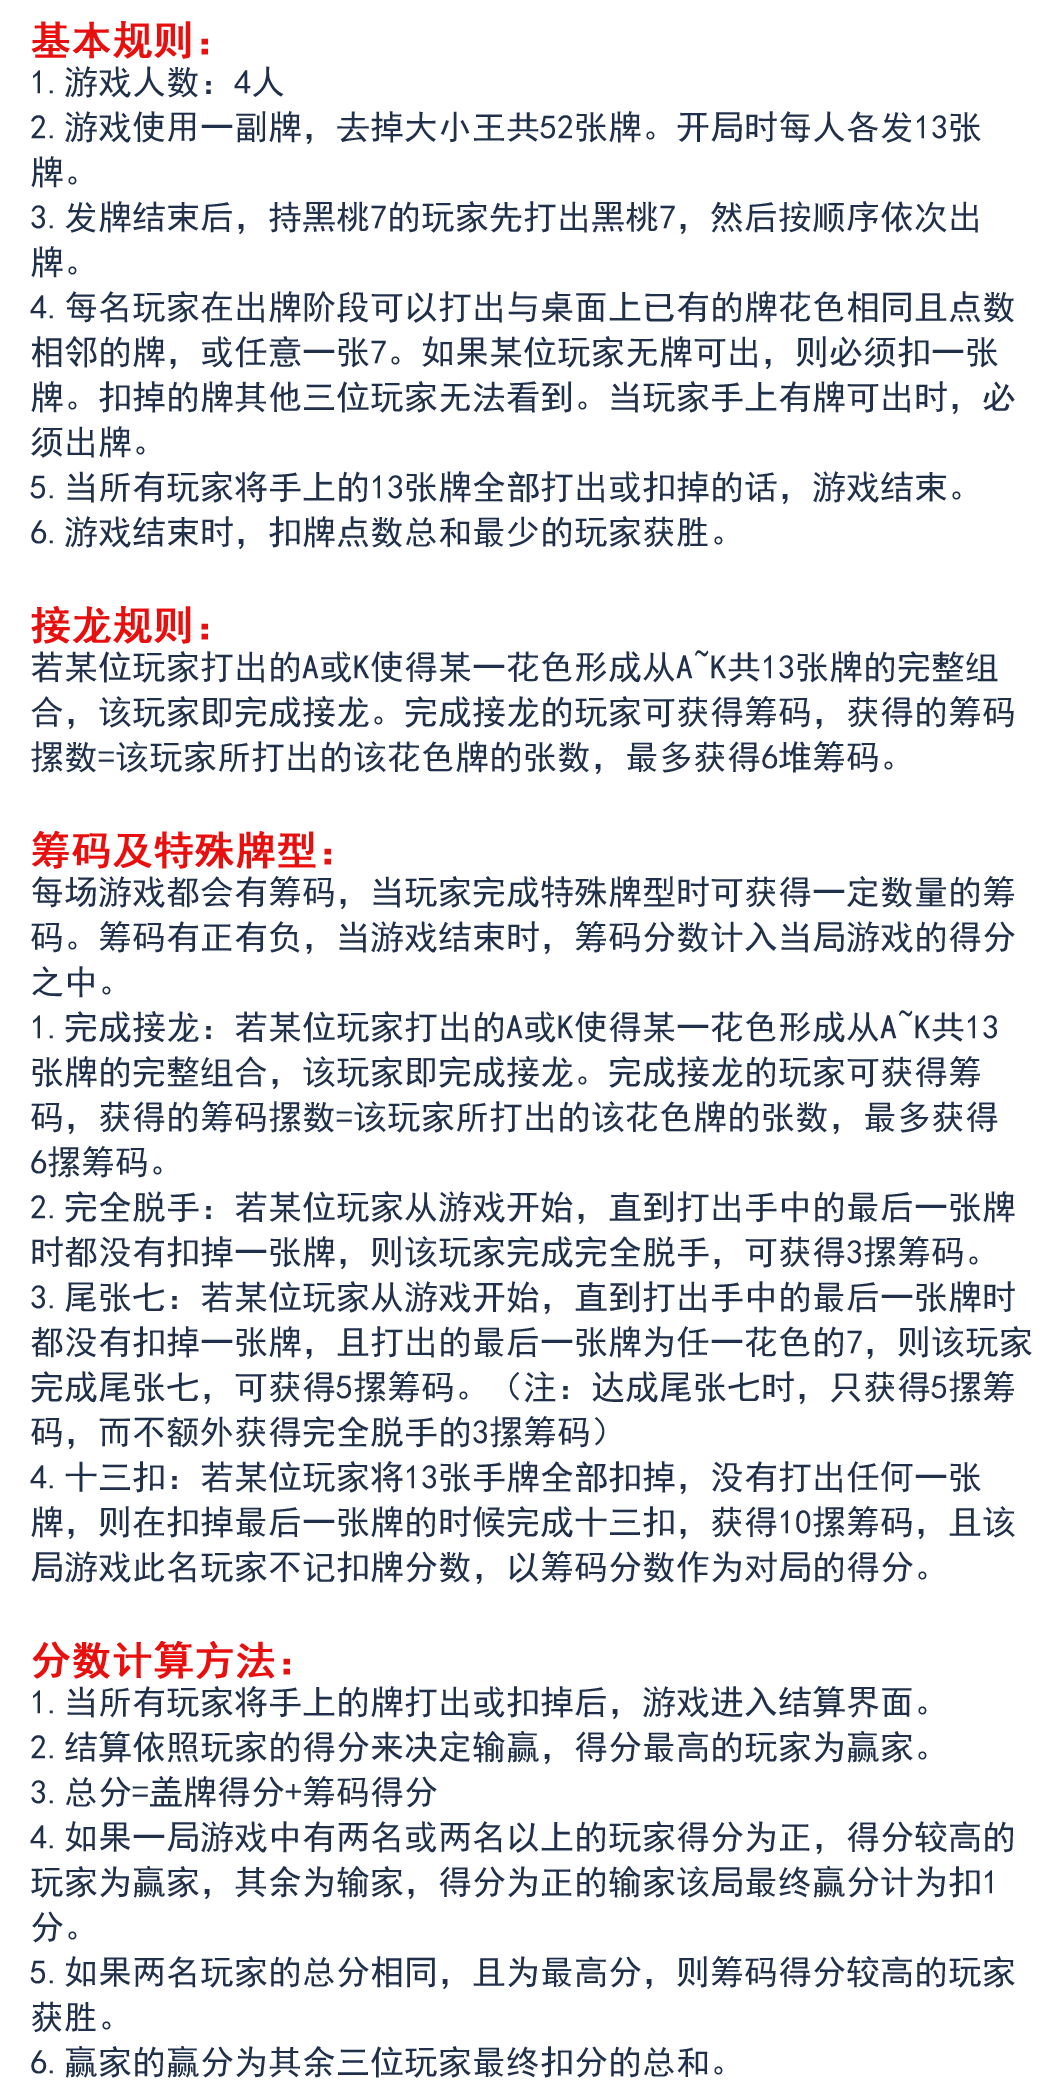 基本规则：
1.游戏人数：4人
2.游戏使用一副牌，去掉大小王共52张牌。开局时每人各发13张
牌。
3.发牌结束后，持黑桃7的玩家先打出黑桃7，然后按顺序依次出
牌。
4.每名玩家在出牌阶段可以打出与桌面上已有的牌花色相同且点数
相邻的牌，或任意一张7。如果某位玩家无牌可出，则必须扣一张
牌。扣掉的牌其他三位玩家无法看到。当玩家手上有牌可出时，必
须出牌。
5.当所有玩家将手上的13张牌全部打出或扣掉的话，游戏结束。
6.游戏结束时，扣牌点数总和最少的玩家获胜。
接龙规则：
若某位玩家打出的A或K使得某一花色形成从A~K共13张牌的完整组
合，该玩家即完成接龙。完成接龙的玩家可获得筹码，获得的筹码
摞数=该玩家所打出的该花色牌的张数，最多获得6堆筹码。
筹码及特殊牌型：
每场游戏都会有筹码，当玩家完成特殊牌型时可获得一定数量的筹
码。筹码有正有负，当游戏结束时，筹码分数计入当局游戏的得分
之中。
1.完成接龙：若某位玩家打出的A或K使得某一花色形成从A~K共13
张牌的完整组合，该玩家即完成接龙。完成接龙的玩家可获得筹
码，获得的筹码摞数=该玩家所打出的该花色牌的张数，最多获得
6摞筹码。
2.完全脱手：若某位玩家从游戏开始，直到打出手中的最后一张牌
时都没有扣掉一张牌，则该玩家完成完全脱手，可获得3摞筹码。
3.尾张七：若某位玩家从游戏开始，直到打出手中的最后一张牌时
都没有扣掉一张牌，且打出的最后一张牌为任一花色的7，则该玩家
完成尾张七，可获得5摞筹码。（注：达成尾张七时，只获得5摞筹
码，而不额外获得完全脱手的3摞筹码）
4.十三扣：若某位玩家将13张手牌全部扣掉，没有打出任何一张
牌，则在扣掉最后一张牌的时候完成十三扣，获得10摞筹码，且该
局游戏此名玩家不记扣牌分数，以筹码分数作为对局的得分。
分数计算方法：
1.当所有玩家将手上的牌打出或扣掉后，游戏进入结算界面。
2.结算依照玩家的得分来决定输赢，得分最高的玩家为赢家。
3.总分=盖牌得分+筹码得分
4.如果一局游戏中有两名或两名以上的玩家得分为正，得分较高的
玩家为赢家，其余为输家，得分为正的输家该局最终赢分计为扣1
分。
5.如果两名玩家的总分相同，且为最高分，则筹码得分较高的玩家
获胜。
6.赢家的赢分为其余三位玩家最终扣分的总和。